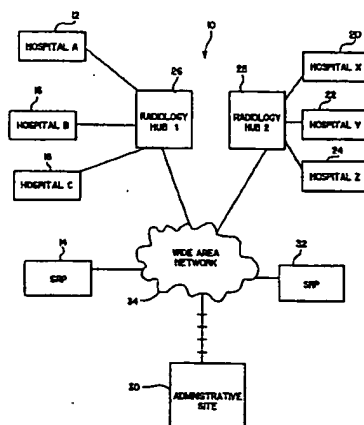 12
10
20
HOSPITAL A
26
28
HOSPITAL X
16
22
HOSPITAL B
RADIOLOGY
HUB 1
RADIOLOGY
HUB 2
HOSPITAL Y
18
24
HOSPITAL C
HOSPITAL Z
14
WIDE AREA
NETWORK
32
SRP
34
SRP
30
ADMINISTRATIVE
SITE